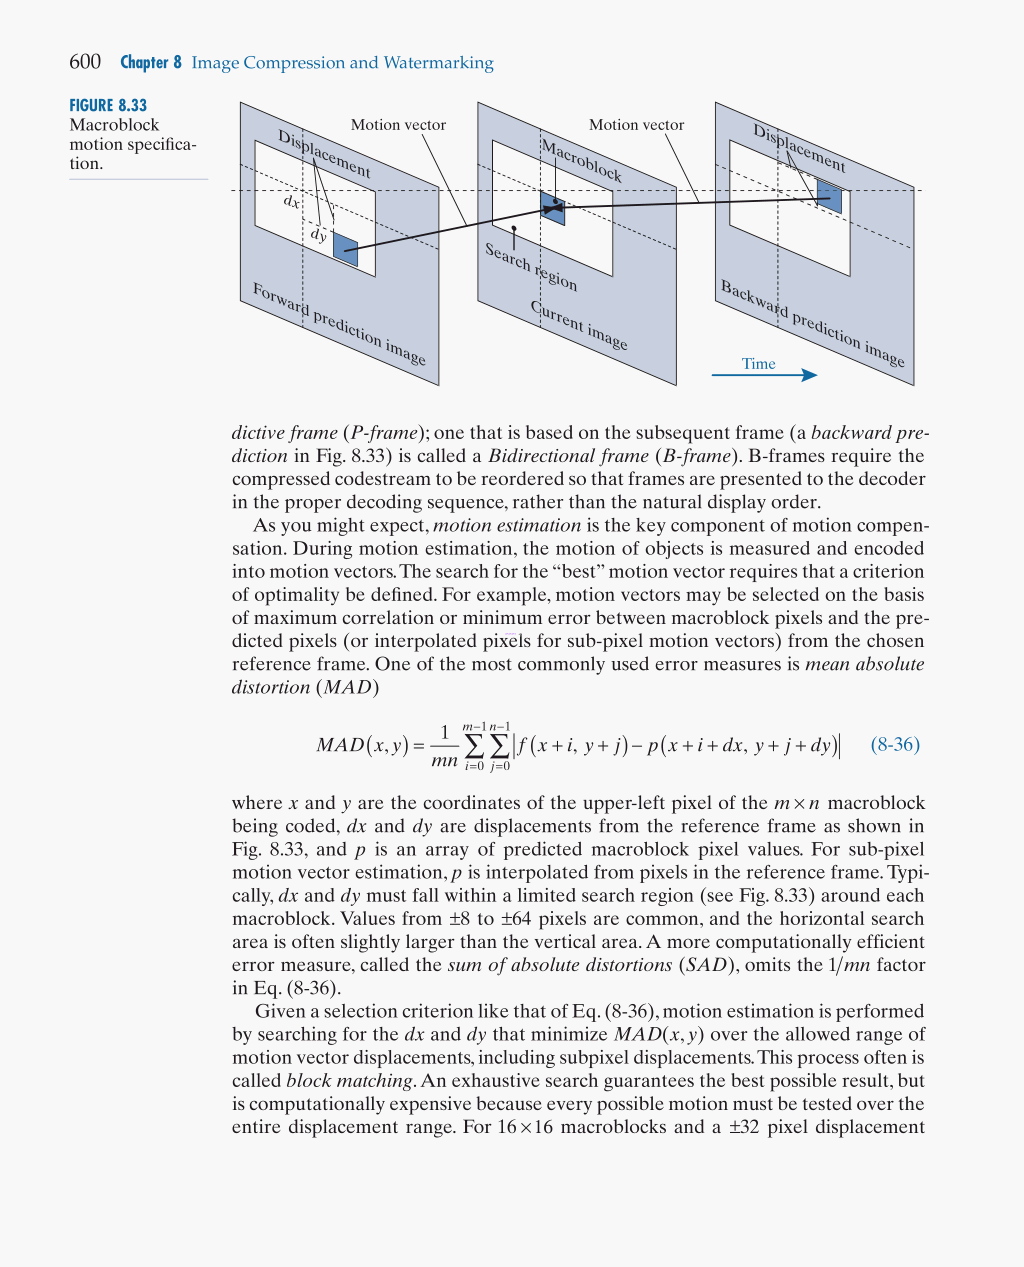 600 Chapter 8 Image Compression and Watermarking
FIGURE 8.33
Macroblock
motion specifica-
tion.
Displacement
Motion vector
Macroblock
Motion vector
Displacement
dx
dy
Search region
Forward prediction image
Current image
Backward prediction image
Time
dictive frame (P-frame); one that is based on the subsequent frame (a backward pre-
diction in Fig. 8.33) is called a Bidirectional frame (B-frame). B-frames require the
compressed codestream to be reordered so that frames are presented to the decoder
in the proper decoding sequence, rather than the natural display order.
As you might expect, motion estimation is the key component of motion compen-
sation. During motion estimation, the motion of objects is measured and encoded
into motion vectors. The search for the “best” motion vector requires that a criterion
of optimality be defined. For example, motion vectors may be selected on the basis
of maximum correlation or minimum error between macroblock pixels and the pre-
dicted pixels (or interpolated pixels for sub-pixel motion vectors) from the chosen
reference frame. One of the most commonly used error measures is mean absolute
distortion (MAD)
MAD(x, y) = 1/mn ∑_{i=0}^{m−1} ∑_{j=0}^{n−1} |f(x + i, y + j) − p(x + i + dx, y + j + dy)| (8-36)
where x and y are the coordinates of the upper-left pixel of the m × n macroblock
being coded, dx and dy are displacements from the reference frame as shown in
Fig. 8.33, and p is an array of predicted macroblock pixel values. For sub-pixel
motion vector estimation, p is interpolated from pixels in the reference frame. Typi-
cally, dx and dy must fall within a limited search region (see Fig. 8.33) around each
macroblock. Values from ±8 to ±64 pixels are common, and the horizontal search
area is often slightly larger than the vertical area. A more computationally efficient
error measure, called the sum of absolute distortions (SAD), omits the 1/mn factor
in Eq. (8-36).
Given a selection criterion like that of Eq. (8-36), motion estimation is performed
by searching for the dx and dy that minimize MAD(x, y) over the allowed range of
motion vector displacements, including subpixel displacements. This process often is
called block matching. An exhaustive search guarantees the best possible result, but
is computationally expensive because every possible motion must be tested over the
entire displacement range. For 16 × 16 macroblocks and a ±32 pixel displacement